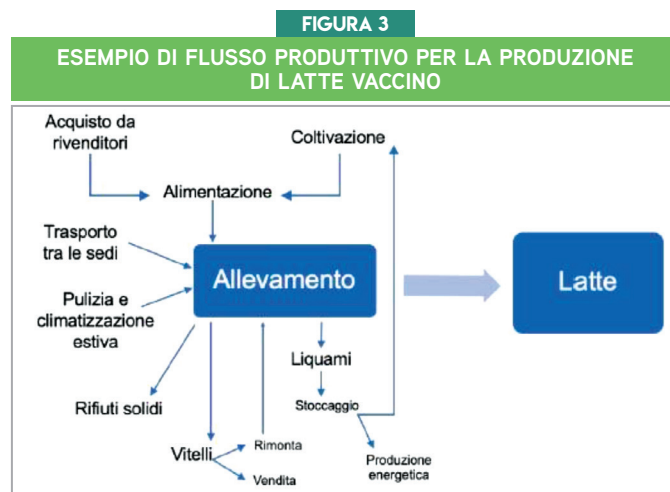 FIGURA 3
ESEMPIO DI FLUSSO PRODUTTIVO PER LA PRODUZIONE
DI LATTE VACCINO
Acquisto da
rivenditori
Coltivazione
Alimentazione
Trasporto
tra le sedi
Allevamento
Latte
Pulizia e
climatizzazione
estiva
Liquami
Rifiuti solidi
Stoccaggio
Vitelli
Rimonta
Vendita
Produzione
energetica